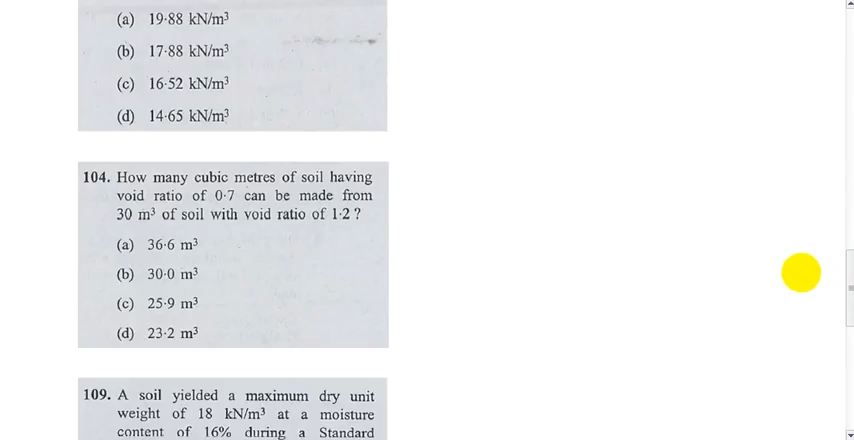 (a) 19·88 kN/m³
(b) 17·88 kN/m³
(c) 16·52 kN/m³
(d) 14·65 kN/m³
104. How many cubic metres of soil having
void ratio of 0·7 can be made from
30 m³ of soil with void ratio of 1·2 ?
(a) 36·6 m³
(b) 30·0 m³
(c) 25·9 m³
(d) 23·2 m³
109. A soil yielded a maximum dry unit
weight of 18 kN/m³ at a moisture
content of 16% during a Standard